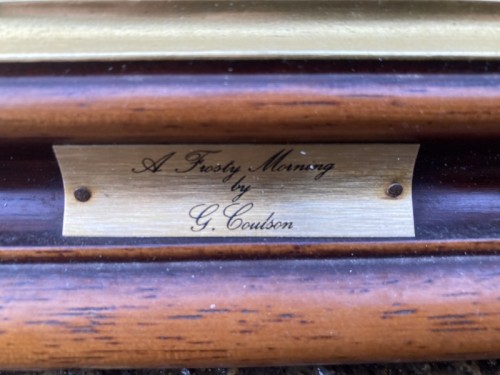 A Frosty Morning
by
G. Coulson